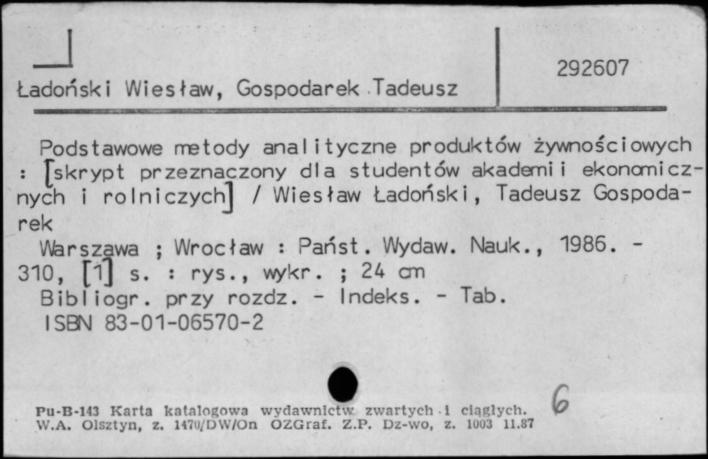 292607
Ładoński Wiesław, Gospodarek Tadeusz
Podstawowe metody analityczne produktów żywnościowych
: [skrypt przeznaczony dla studentów akademii ekonomicz-
nych i rolniczych] / Wiesław Ładoński, Tadeusz Gospoda-
rek
Warszawa ; Wrocław : Państ. Wydaw. Nauk., 1986. -
310, [1] s. : rys., wykr. ; 24 cm
Bibliogr. przy rozdz. - Indeks. - Tab.
ISBN 83-01-06570-2
6
Pu-B-143 Karta katalogowa wydawnictw zwartych i ciągłych.
W.A. Olsztyn, z. 1470/DW/On OZGraf. Z.P. Dz-wo, z. 1003 11.87